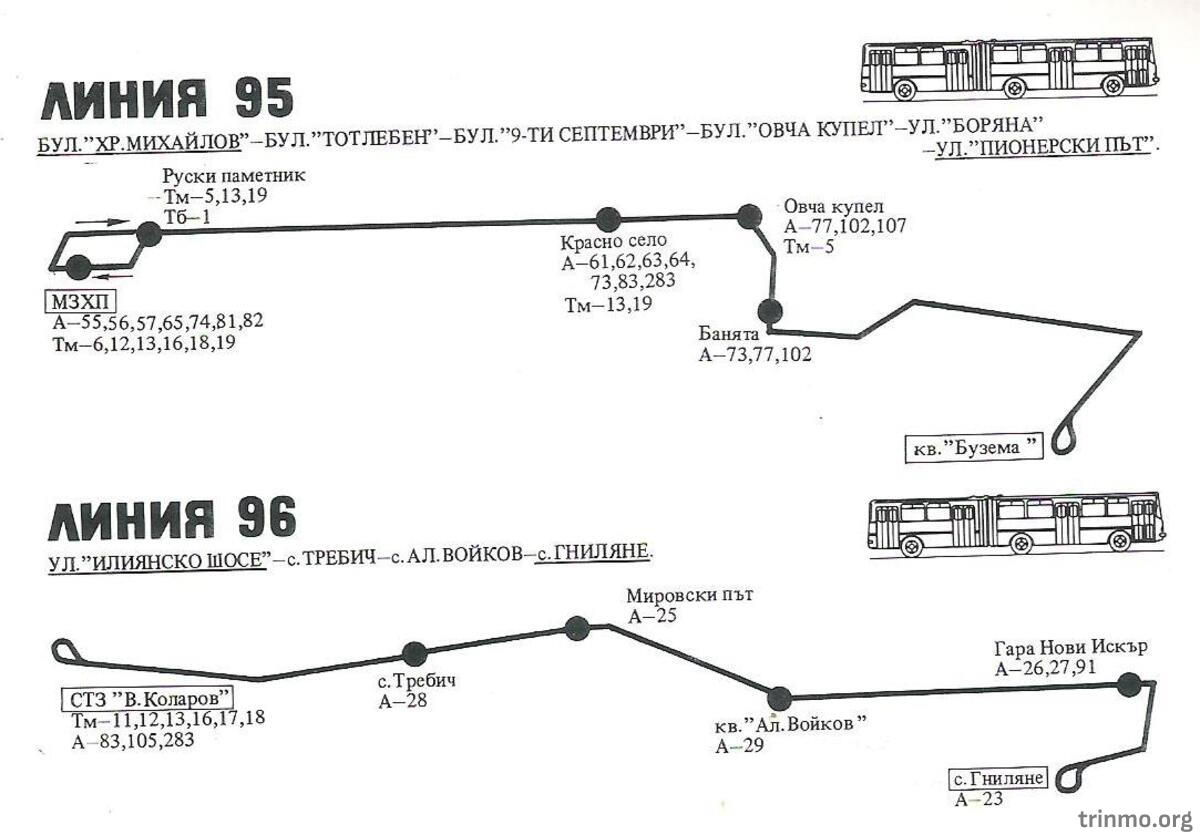 ЛИНИЯ 95
БУЛ."ХР.МИХАЙЛОВ"–БУЛ."ТОТЛЕБЕН"–БУЛ."9-ТИ СЕПТЕМВРИ"–БУЛ."ОВЧА КУПЕЛ"–УЛ."БОРЯНА"
–УЛ."ПИОНЕРСКИ ПЪТ".
Руски паметник
Тм–5,13,19
Тб–1
МЗХП
А–55,56,57,65,74,81,82
Тм–6,12,13,16,18,19
Красно село
А–61,62,63,64,
73,83,283
Тм–13,19
Овча купел
А–77,102,107
Тм–5
Банята
А–73,77,102
кв."Бузема"
ЛИНИЯ 96
УЛ."ИЛИЯНСКО ШОСЕ"–с.ТРЕБИЧ–с.АЛ.ВОЙКОВ–с.ГНИЛЯНЕ.
СТЗ "В.Коларов"
Тм–11,12,13,16,17,18
А–83,105,283
с.Требич
А–28
Мировски път
А–25
кв."Ал.Войков"
А–29
Гара Нови Искър
А–26,27,91
с.Гниляне
А–23
trinmo.org